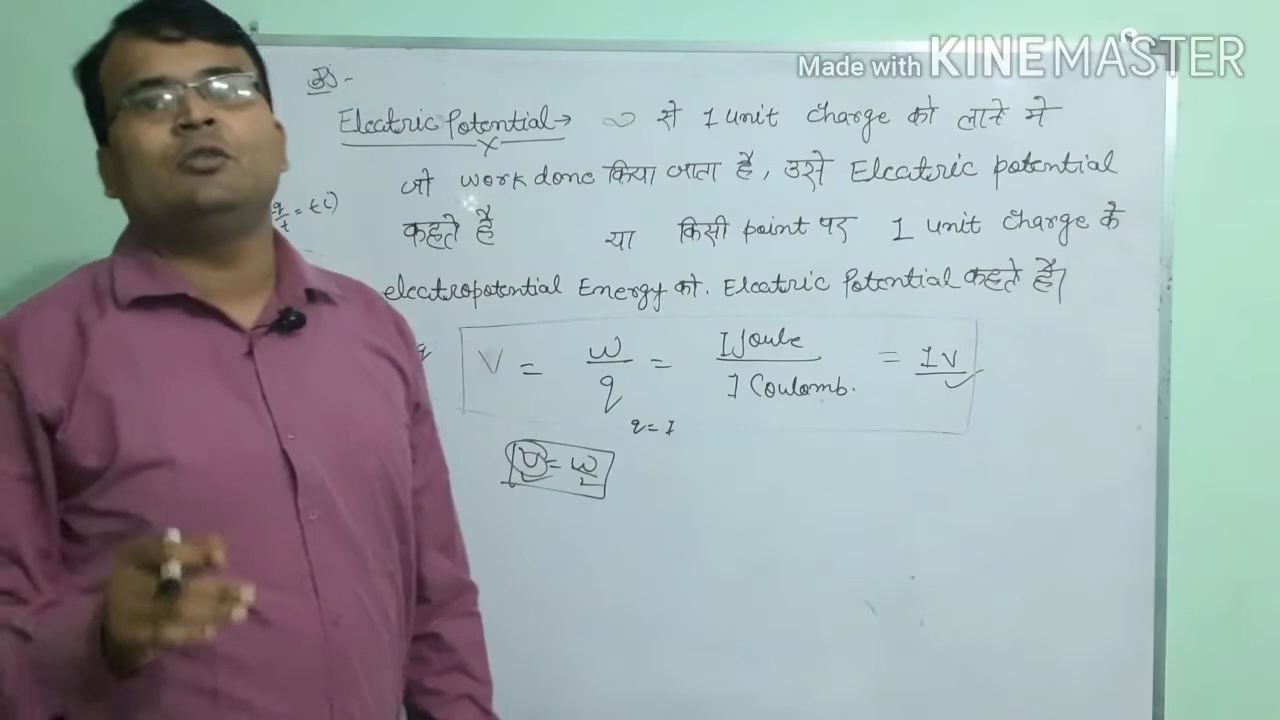 Made with KINEMASTER
Electric Potential → ∞ से 1 unit charge को लाने मे
जो work done किया जाता है, उसे Electric potential
कहते है या किसी point पर 1 unit charge के
electropotential Energy को. Electric Potential कहते है।
V = w/q = 1 Joule/1 Coulomb. = 1V
q = 1
V = w